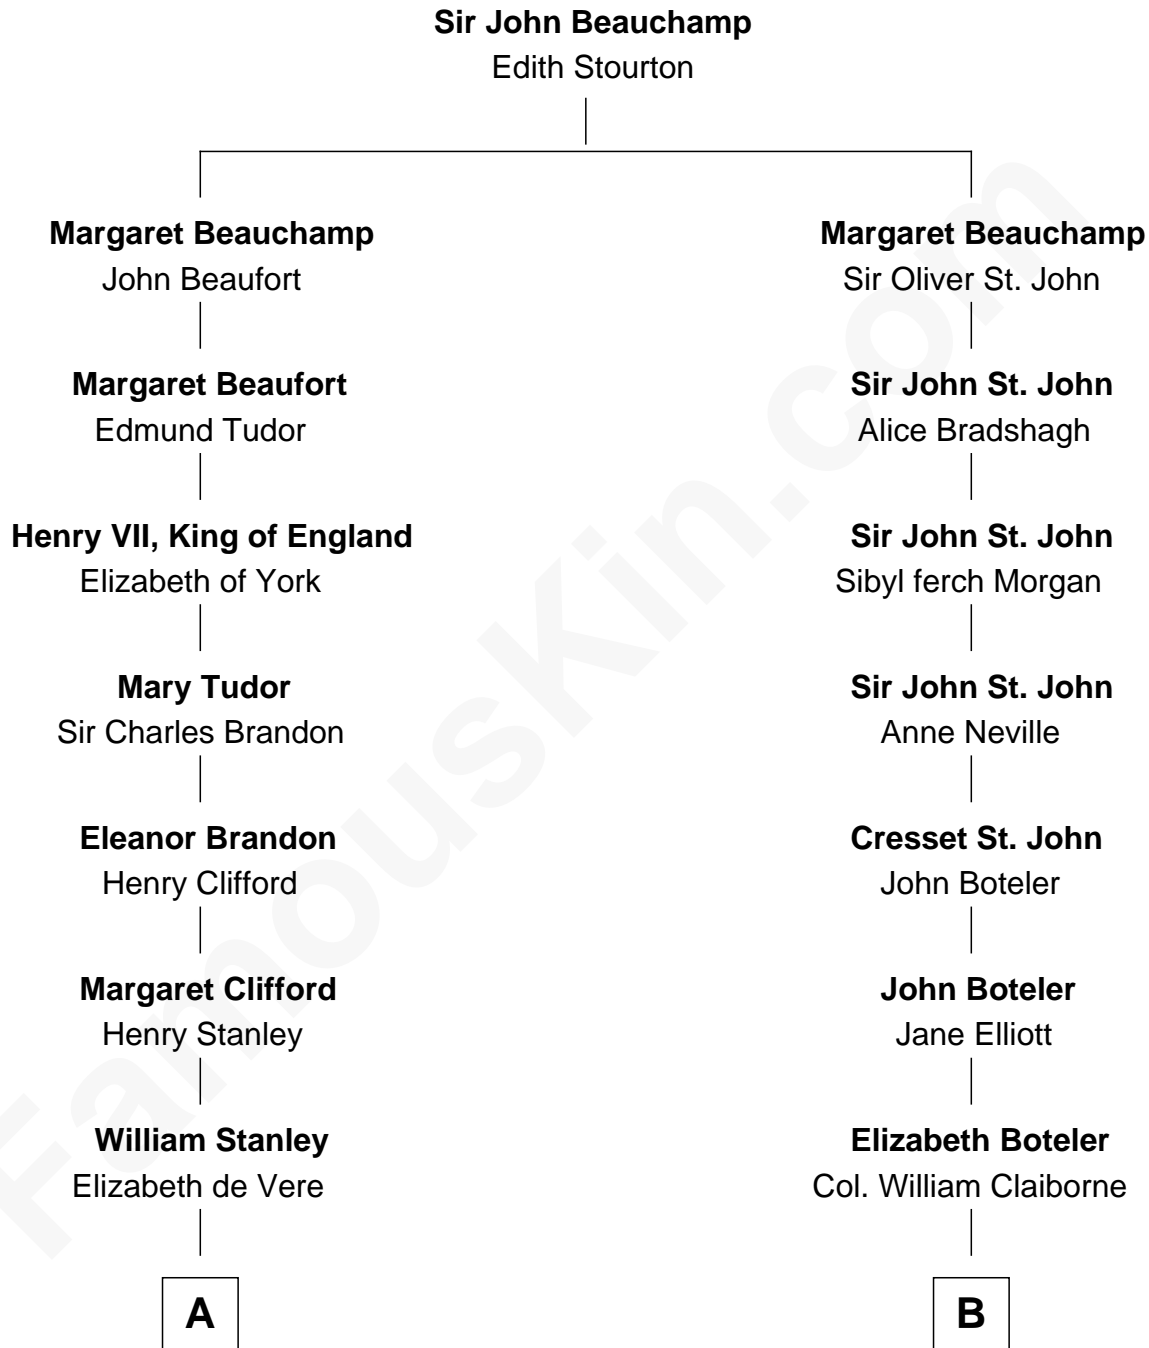 Sir John Beauchamp
Edith Stourton
Margaret Beauchamp
John Beaufort
Margaret Beaufort
Edmund Tudor
Henry VII, King of England
Elizabeth of York
Mary Tudor
Sir Charles Brandon
Eleanor Brandon
Henry Clifford
Margaret Clifford
Henry Stanley
William Stanley
Elizabeth de Vere
A
Margaret Beauchamp
Sir Oliver St. John
Sir John St. John
Alice Bradshagh
Sir John St. John
Sibyl ferch Morgan
Sir John St. John
Anne Neville
Cresset St. John
John Boteler
John Boteler
Jane Elliott
Elizabeth Boteler
Col. William Claiborne
B
FamousKin.com